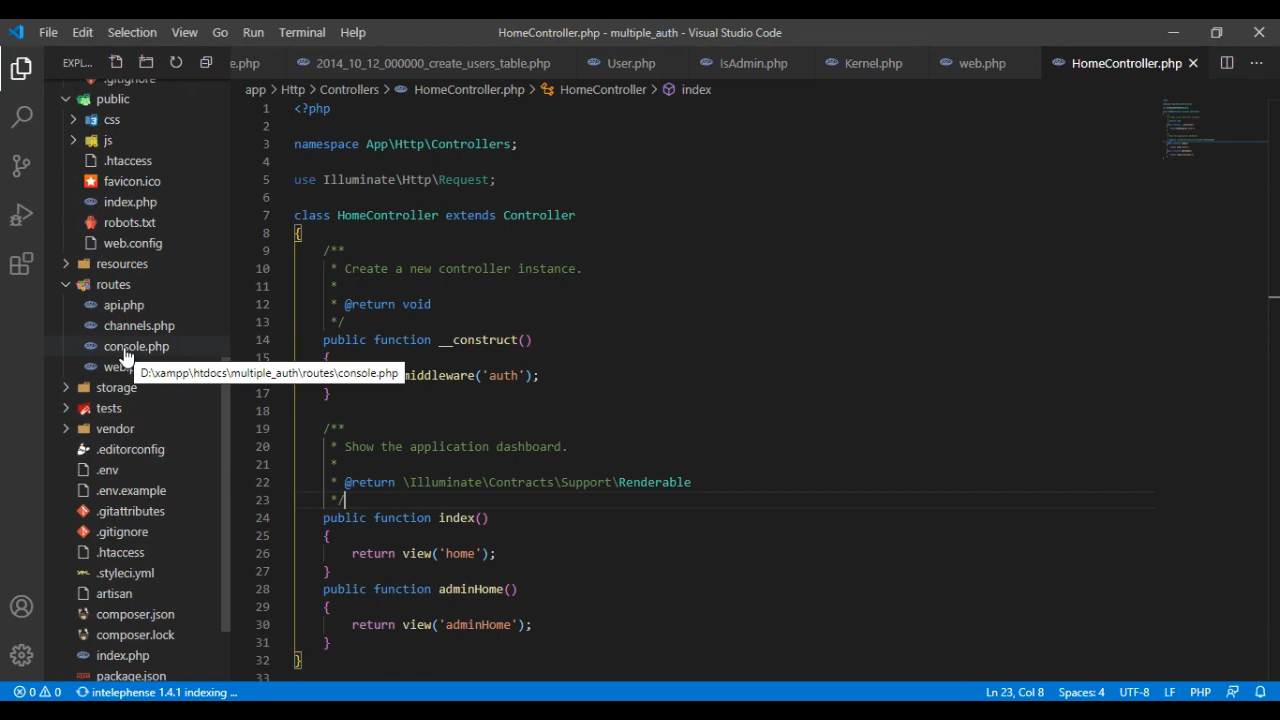 File Edit Selection View Go Run Terminal Help
HomeController.php - multiple_auth - Visual Studio Code
EXPL...
e.php 2014_10_12_000000_create_users_table.php User.php IsAdmin.php Kernel.php web.php HomeController.php
app > Http > Controllers > HomeController.php > HomeController > index
.gitignore
public
css
js
.htaccess
favicon.ico
index.php
robots.txt
web.config
resources
routes
api.php
channels.php
console.php
D:\xampp\htdocs\multiple_auth\routes\console.php
storage
tests
vendor
.editorconfig
.env
.env.example
.gitattributes
.gitignore
.htaccess
.styleci.yml
artisan
composer.json
composer.lock
index.php
package.json
1 <?php
2
3 namespace App\Http\Controllers;
4
5 use Illuminate\Http\Request;
6
7 class HomeController extends Controller
8 {
9 /**
10 * Create a new controller instance.
11 *
12 * @return void
13 */
14 public function __construct()
15 {
middleware('auth');
17 }
18
19 /**
20 * Show the application dashboard.
21 *
22 * @return \Illuminate\Contracts\Support\Renderable
23 */
24 public function index()
25 {
26 return view('home');
27 }
28 public function adminHome()
29 {
30 return view('adminHome');
31 }
32 }
33
0 0 intelephense 1.4.1 indexing ... Ln 23, Col 8 Spaces: 4 UTF-8 LF PHP